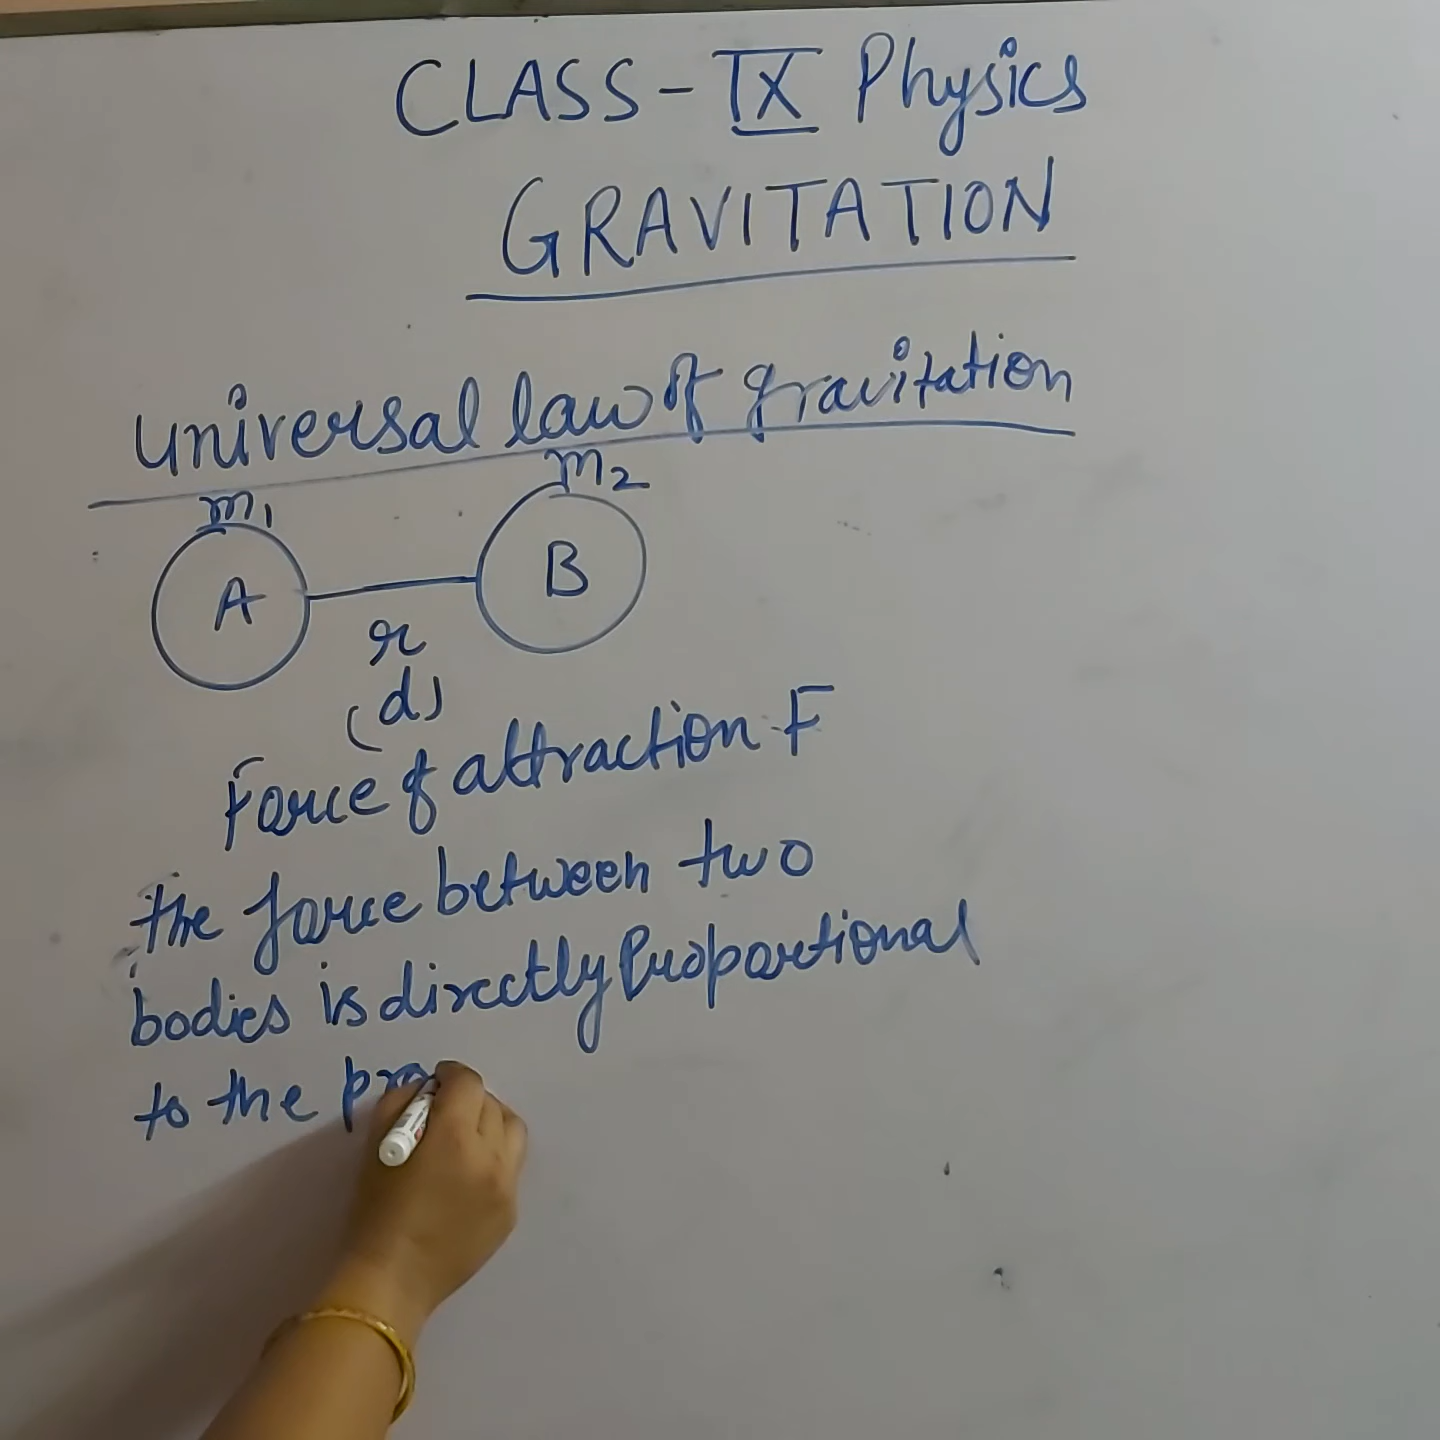 CLASS - IX Physics
GRAVITATION
universal law of gravitation
m1 m2
A B
r
(d)
Force of attraction F
the force between two
bodies is directly Proportional
to the pro